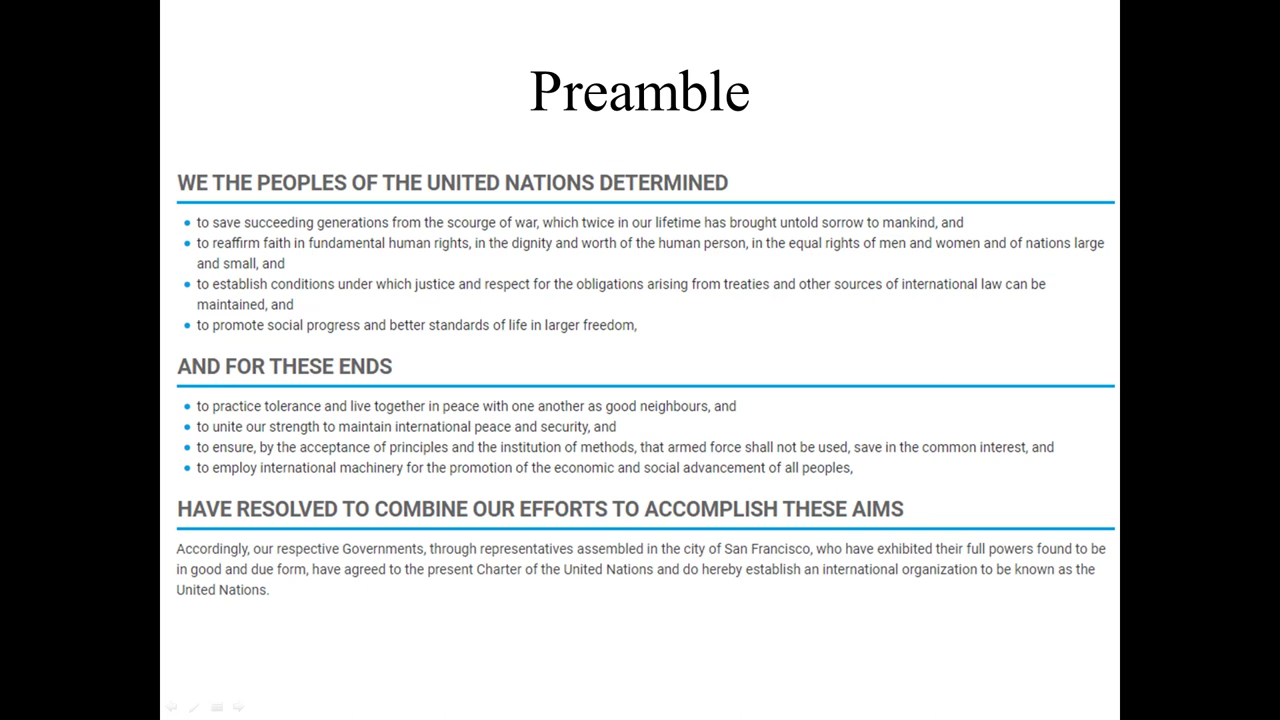 Preamble
WE THE PEOPLES OF THE UNITED NATIONS DETERMINED
to save succeeding generations from the scourge of war, which twice in our lifetime has brought untold sorrow to mankind, and
to reaffirm faith in fundamental human rights, in the dignity and worth of the human person, in the equal rights of men and women and of nations large
and small, and
to establish conditions under which justice and respect for the obligations arising from treaties and other sources of international law can be
maintained, and
to promote social progress and better standards of life in larger freedom,
AND FOR THESE ENDS
to practice tolerance and live together in peace with one another as good neighbours, and
to unite our strength to maintain international peace and security, and
to ensure, by the acceptance of principles and the institution of methods, that armed force shall not be used, save in the common interest, and
to employ international machinery for the promotion of the economic and social advancement of all peoples,
HAVE RESOLVED TO COMBINE OUR EFFORTS TO ACCOMPLISH THESE AIMS
Accordingly, our respective Governments, through representatives assembled in the city of San Francisco, who have exhibited their full powers found to be
in good and due form, have agreed to the present Charter of the United Nations and do hereby establish an international organization to be known as the
United Nations.